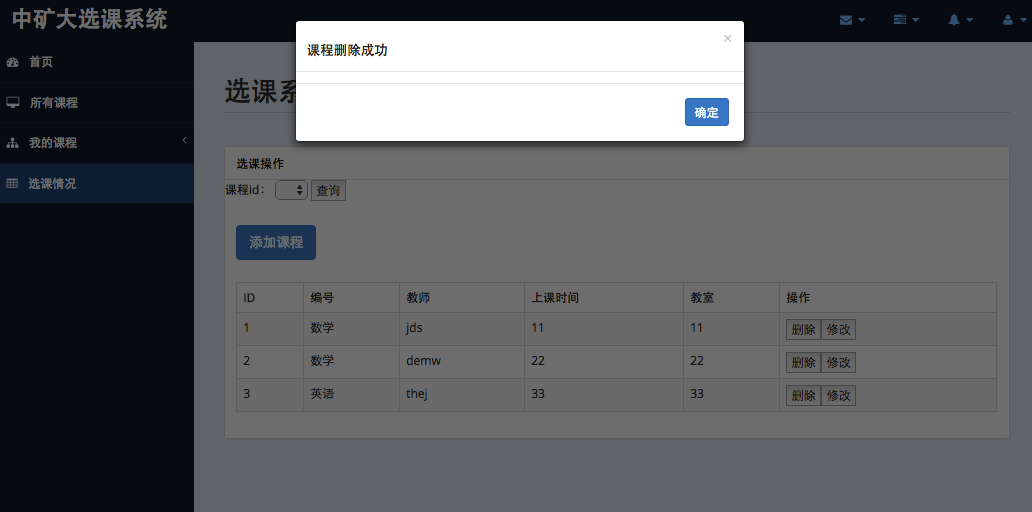 中矿大选课系统
课程删除成功
×
确定
首页
所有课程
我的课程
选课情况
选课系
选课操作
课程id：
查询
添加课程
ID 编号 教师 上课时间 教室 操作
1 数学 jds 11 11 删除 修改
2 数学 demw 22 22 删除 修改
3 英语 thej 33 33 删除 修改